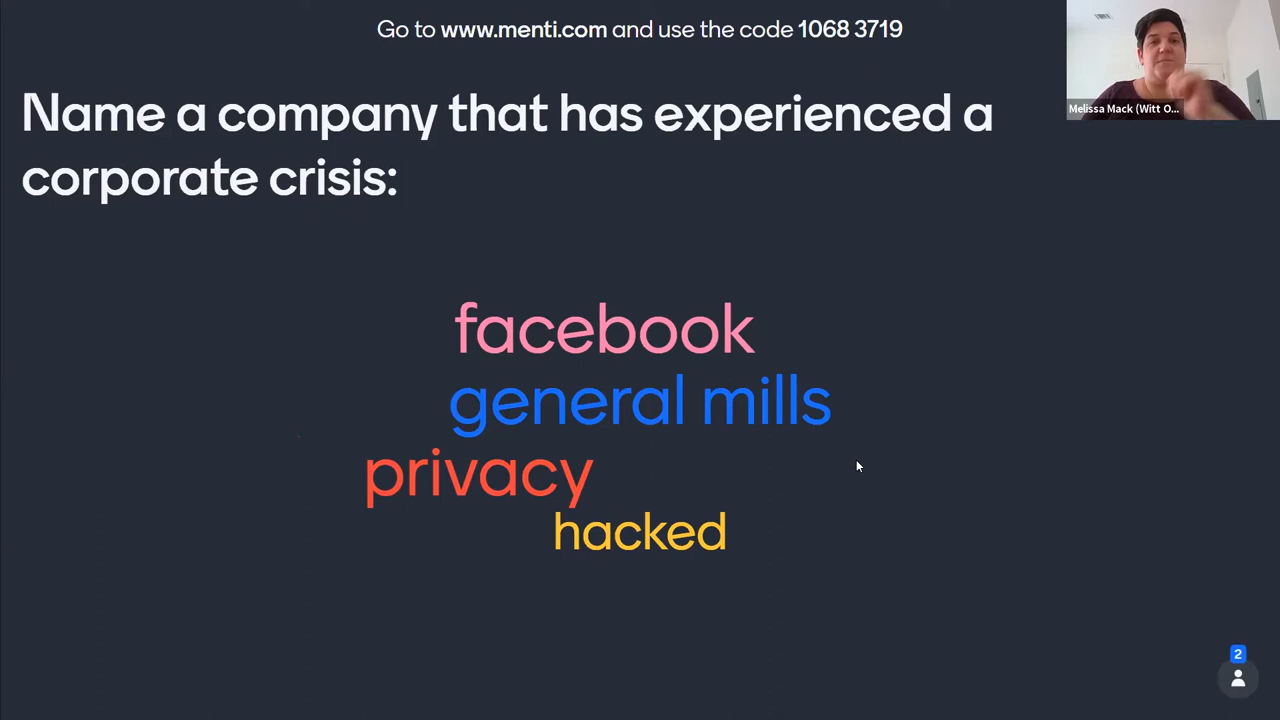 Go to www.menti.com and use the code 1068 3719
Melissa Mack (Witt O...
Name a company that has experienced a
corporate crisis:
facebook
general mills
privacy
hacked
2